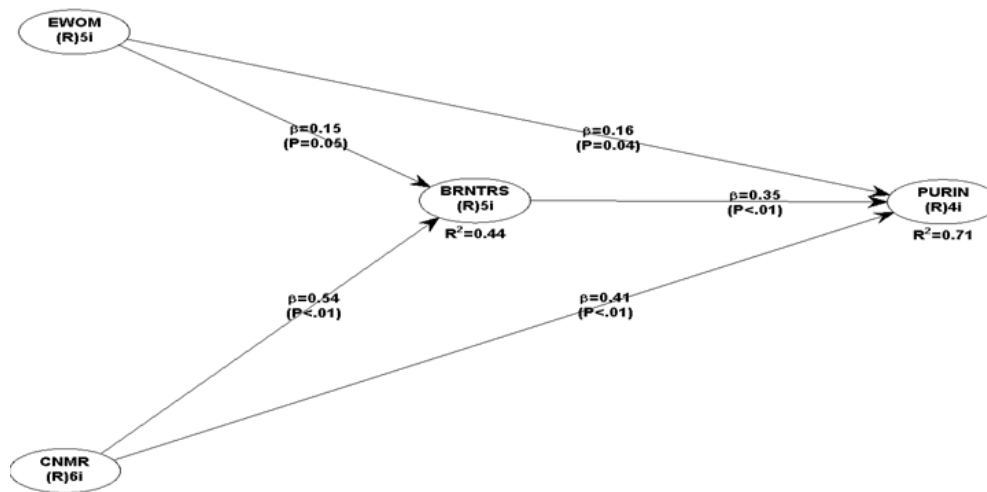 EWOM
(R)5i
β=0.15
(P=0.05)
β=0.16
(P=0.04)
BRNTRS
(R)5i
R²=0.44
β=0.35
(P<.01)
PURIN
(R)4i
R²=0.71
β=0.54
(P<.01)
β=0.41
(P<.01)
CNMR
(R)6i